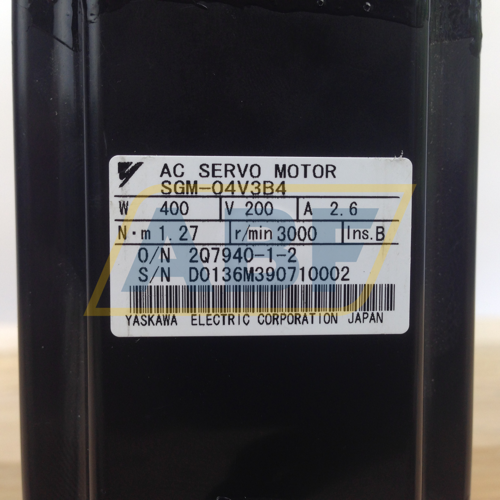 AC SERVO MOTOR
SGM-04V3B4
W 400 V 200 A 2.6
N·m 1.27 r/min 3000 Ins.B
O/N 2Q7940-1-2
S/N D0136M390710002
YASKAWA ELECTRIC CORPORATION JAPAN
ABF